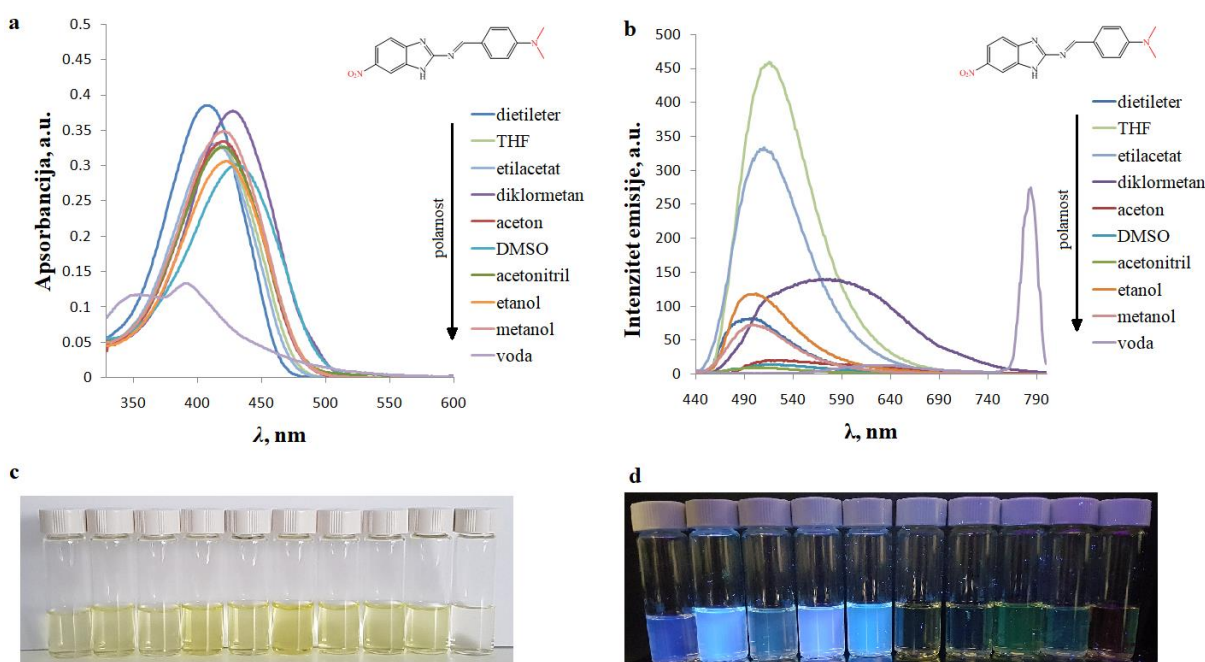 a
0.5
0.45
0.4
0.35
0.3
0.25
0.2
0.15
0.1
0.05
0
350
400
450
500
550
600
Apsorbancija, a.u.
λ, nm
N
N
N
N
H
O₂N
dietileter
THF
etilacetat
diklormetan
aceton
DMSO
acetonitril
etanol
metanol
voda
polarnost
b
500
450
400
350
300
250
200
150
100
50
0
440
490
540
590
640
690
740
790
Intenzitet emisije, a.u.
λ, nm
N
N
N
N
H
O₂N
dietileter
THF
etilacetat
diklormetan
aceton
DMSO
acetonitril
etanol
metanol
voda
polarnost
c
d